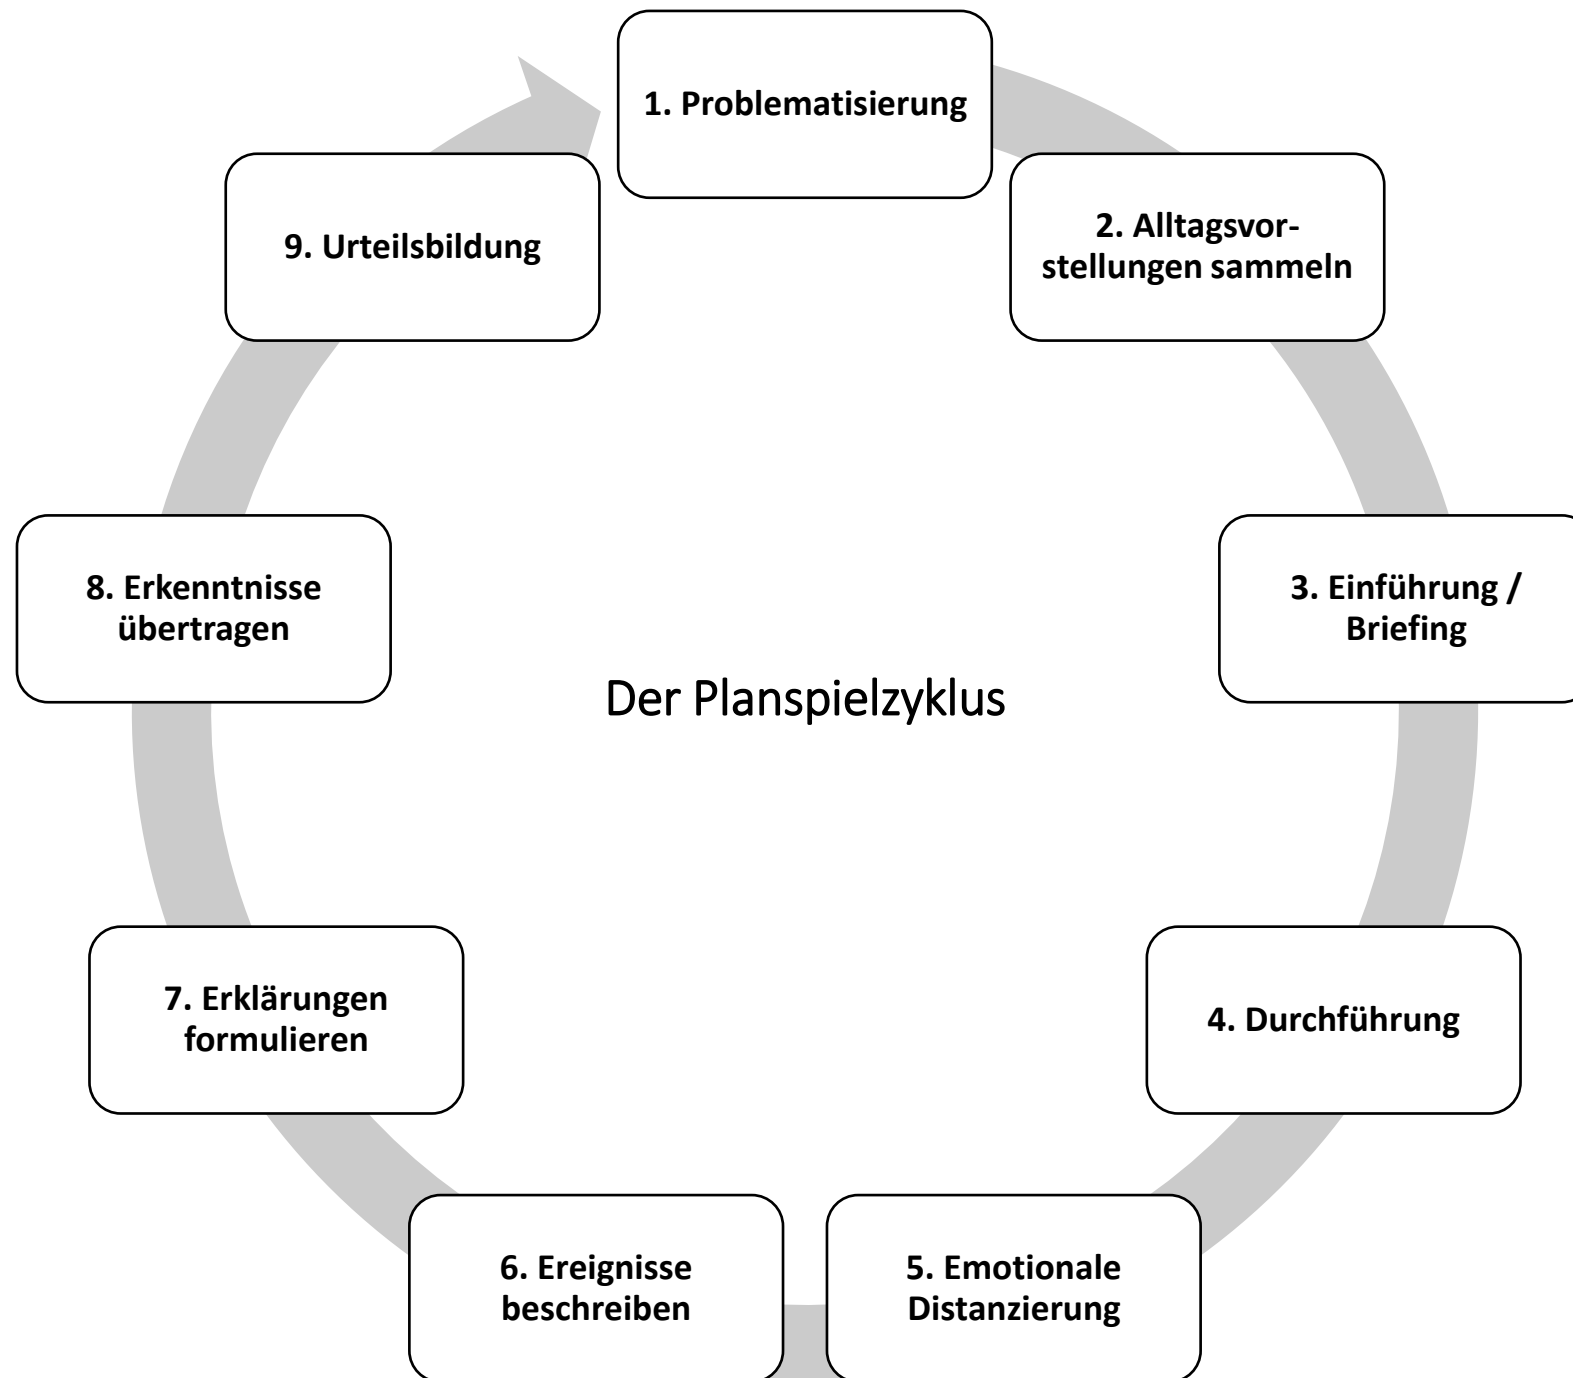 1. Problematisierung
2. Alltagsvor-
stellungen sammeln
3. Einführung /
Briefing
4. Durchführung
5. Emotionale
Distanzierung
6. Ereignisse
beschreiben
7. Erklärungen
formulieren
8. Erkenntnisse
übertragen
9. Urteilsbildung
Der Planspielzyklus